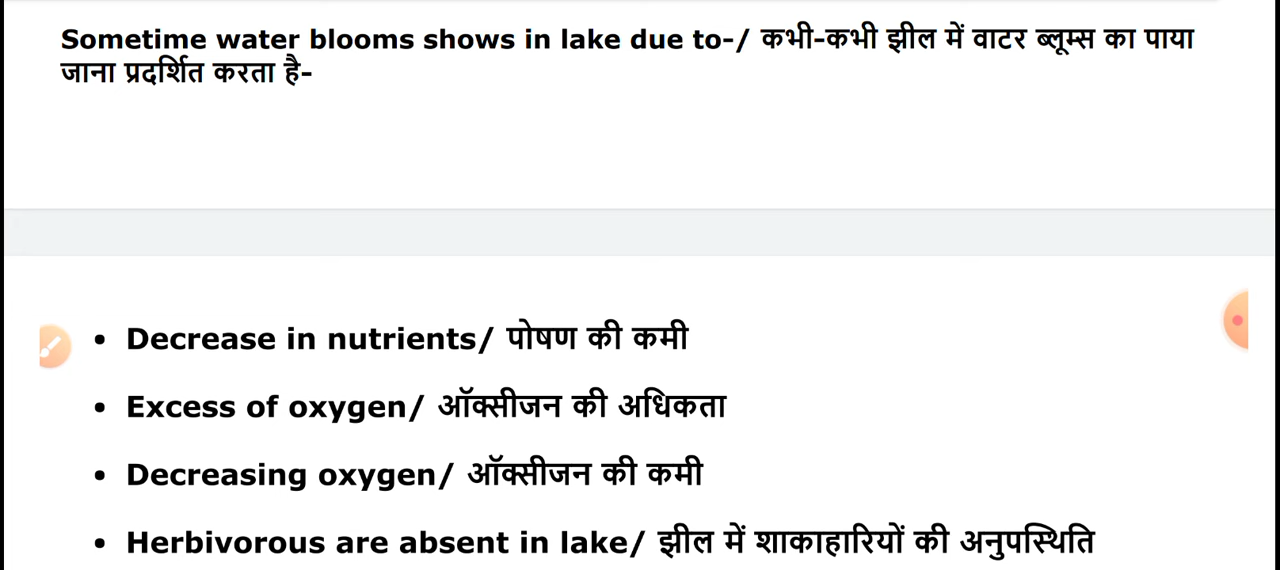 Sometime water blooms shows in lake due to-/ कभी-कभी झील में वाटर ब्लूम्स का पाया
जाना प्रदर्शित करता है-
• Decrease in nutrients/ पोषण की कमी
• Excess of oxygen/ ऑक्सीजन की अधिकता
• Decreasing oxygen/ ऑक्सीजन की कमी
• Herbivorous are absent in lake/ झील में शाकाहारियों की अनुपस्थिति